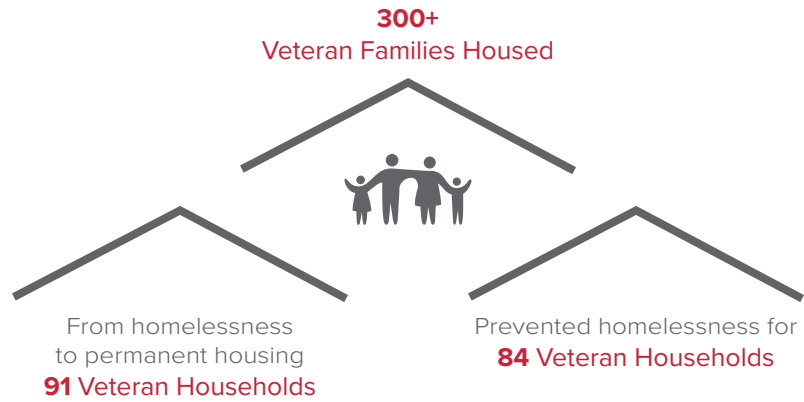 300+
Veteran Families Housed
From homelessness
to permanent housing
91 Veteran Households
Prevented homelessness for
84 Veteran Households